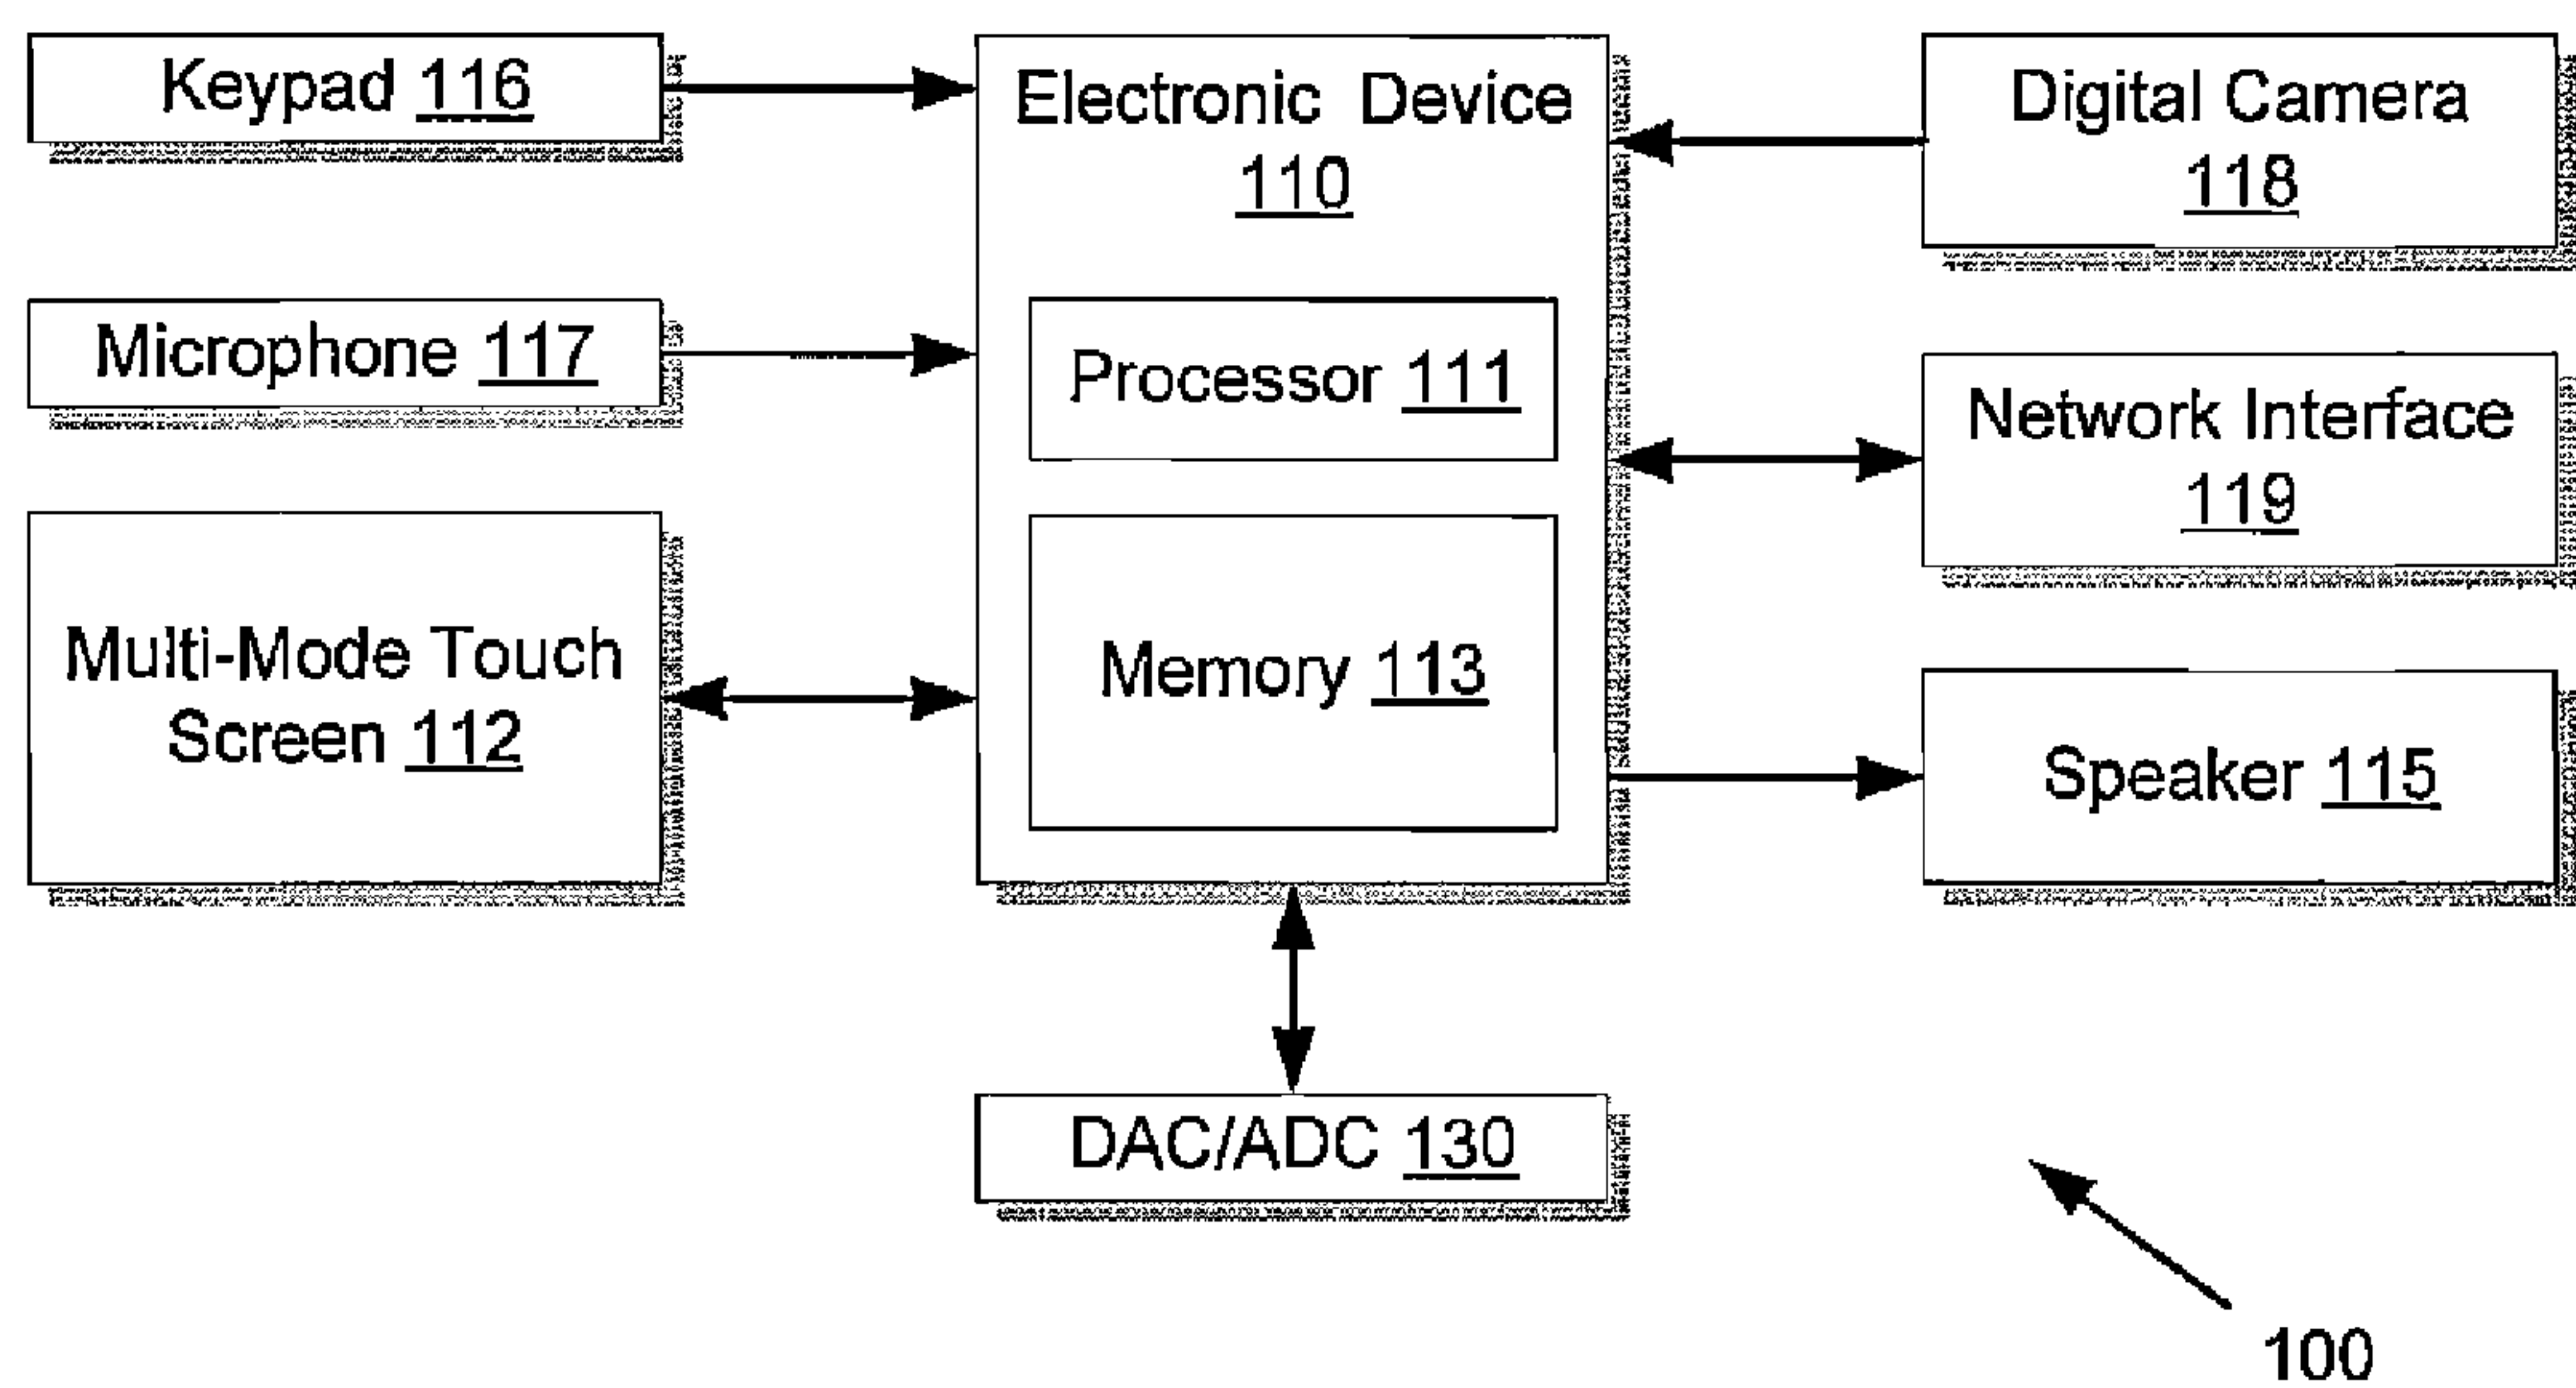 Keypad 116
Microphone 117
Multi-Mode Touch
Screen 112
Electronic Device
110
Processor 111
Memory 113
Digital Camera
118
Network Interface
119
Speaker 115
DAC/ADC 130
100